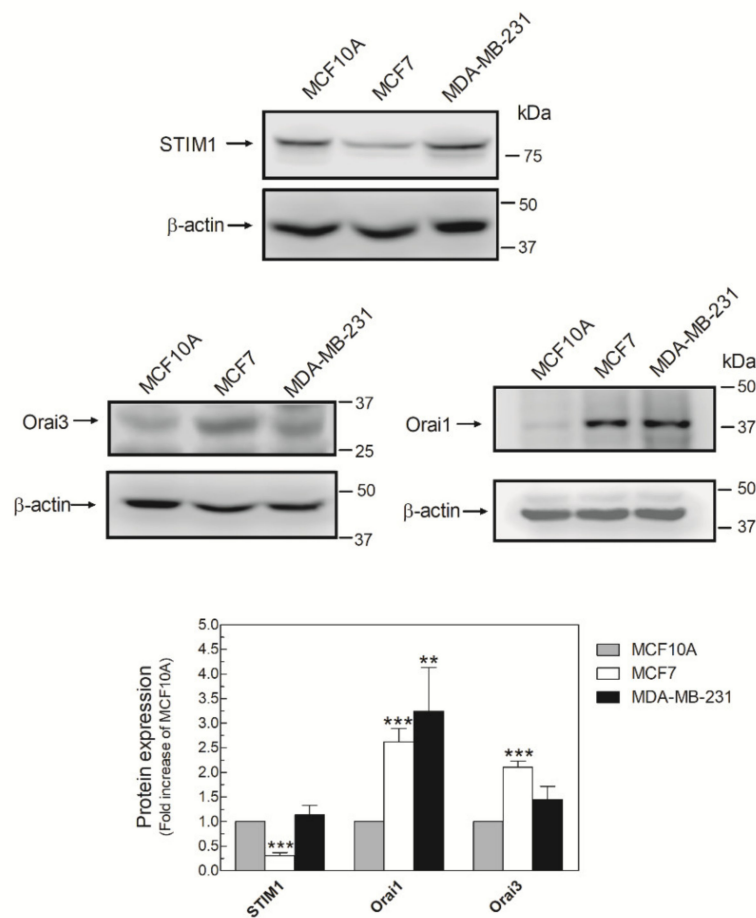 MCF10A MCF7 MDA-MB-231
kDa
STIM1
75
β-actin
50
37
MCF10A MCF7 MDA-MB-231
Orai3
37
25
β-actin
50
37
MCF10A MCF7 MDA-MB-231
kDa
Orai1
50
37
β-actin
50
37
Protein expression
(Fold increase of MCF10A)
5.0
4.5
4.0
3.5
3.0
2.5
2.0
1.5
1.0
0.5
0.0
***
***
**
***
MCF10A
MCF7
MDA-MB-231
STIM1 Orai1 Orai3